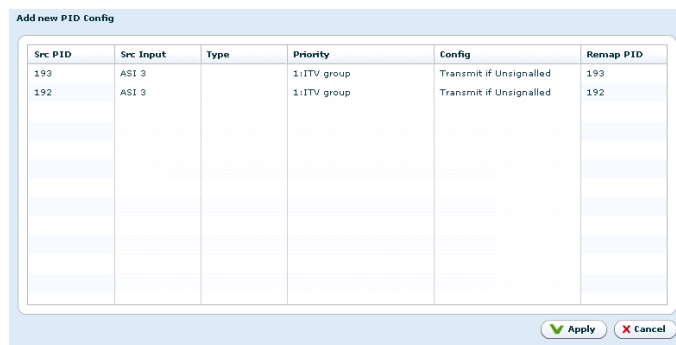 Add new PID Config
Src PID Src Input Type Priority Config Remap PID
193 ASI 3 1:ITV group Transmit if Unsignalled 193
192 ASI 3 1:ITV group Transmit if Unsignalled 192
Apply Cancel